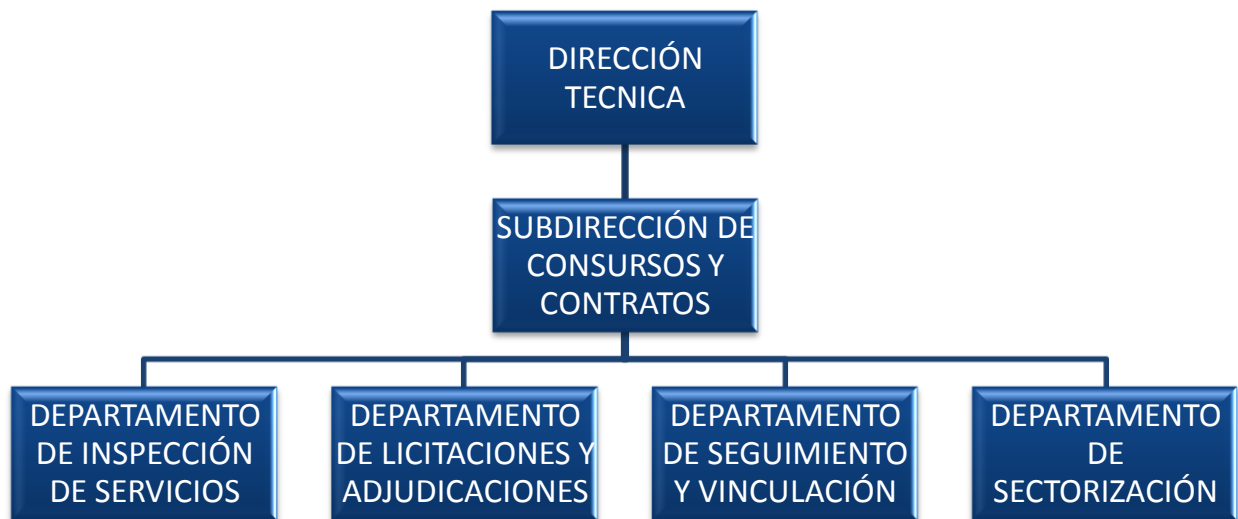 DIRECCIÓN
TECNICA
SUBDIRECCIÓN DE
CONSURSOS Y
CONTRATOS
DEPARTAMENTO
DE INSPECCIÓN
DE SERVICIOS
DEPARTAMENTO
DE LICITACIONES Y
ADJUDICACIONES
DEPARTAMENTO
DE SEGUIMIENTO
Y VINCULACIÓN
DEPARTAMENTO
DE
SECTORIZACIÓN